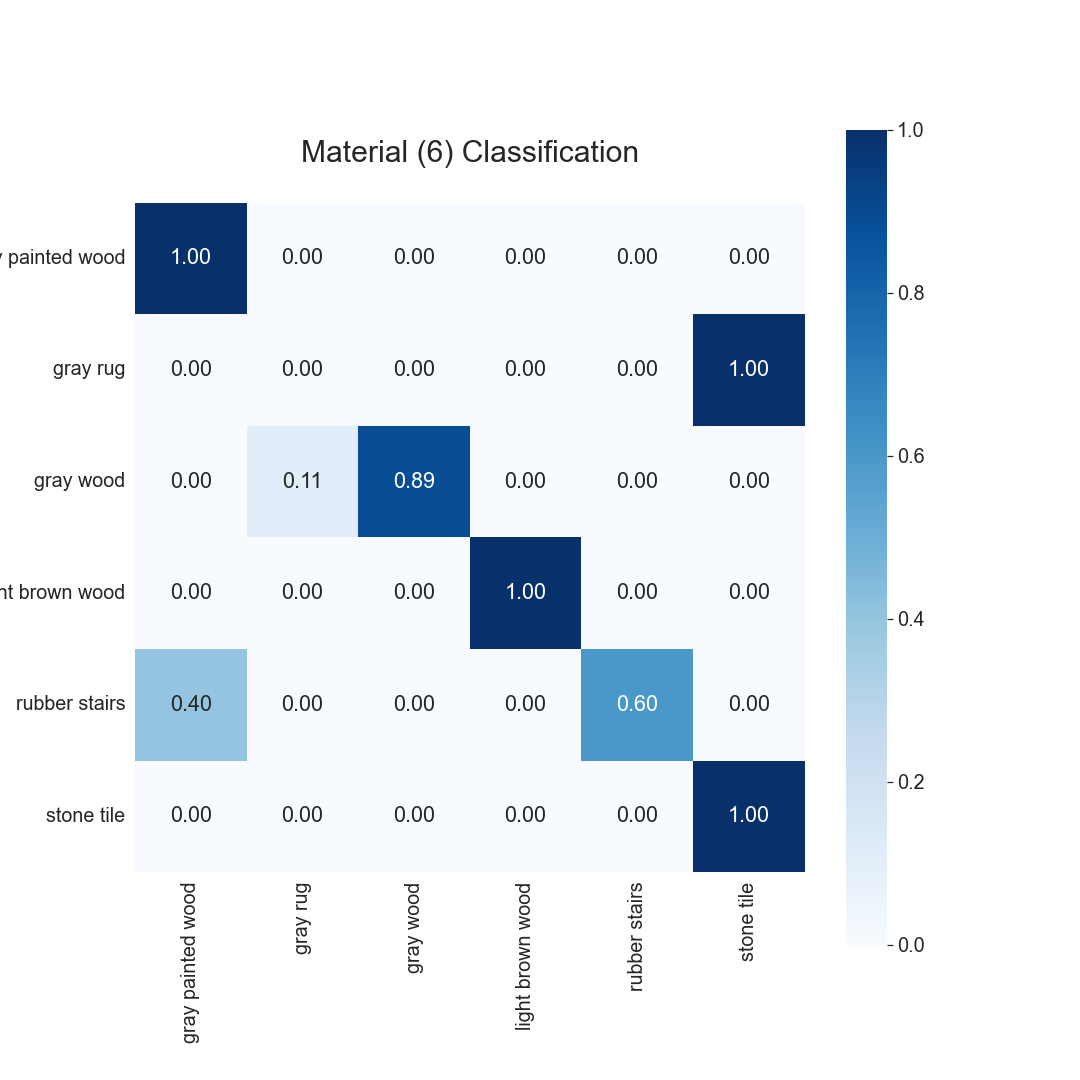 Material (6) Classification
1.0
painted wood 1.00 0.00 0.00 0.00 0.00 0.00
0.8
gray rug 0.00 0.00 0.00 0.00 0.00 1.00
gray wood 0.00 0.11 0.89 0.00 0.00 0.00
0.6
brown wood 0.00 0.00 0.00 1.00 0.00 0.00
0.4
rubber stairs 0.40 0.00 0.00 0.00 0.60 0.00
0.2
stone tile 0.00 0.00 0.00 0.00 0.00 1.00
0.0
gray painted wood
gray rug
gray wood
light brown wood
rubber stairs
stone tile